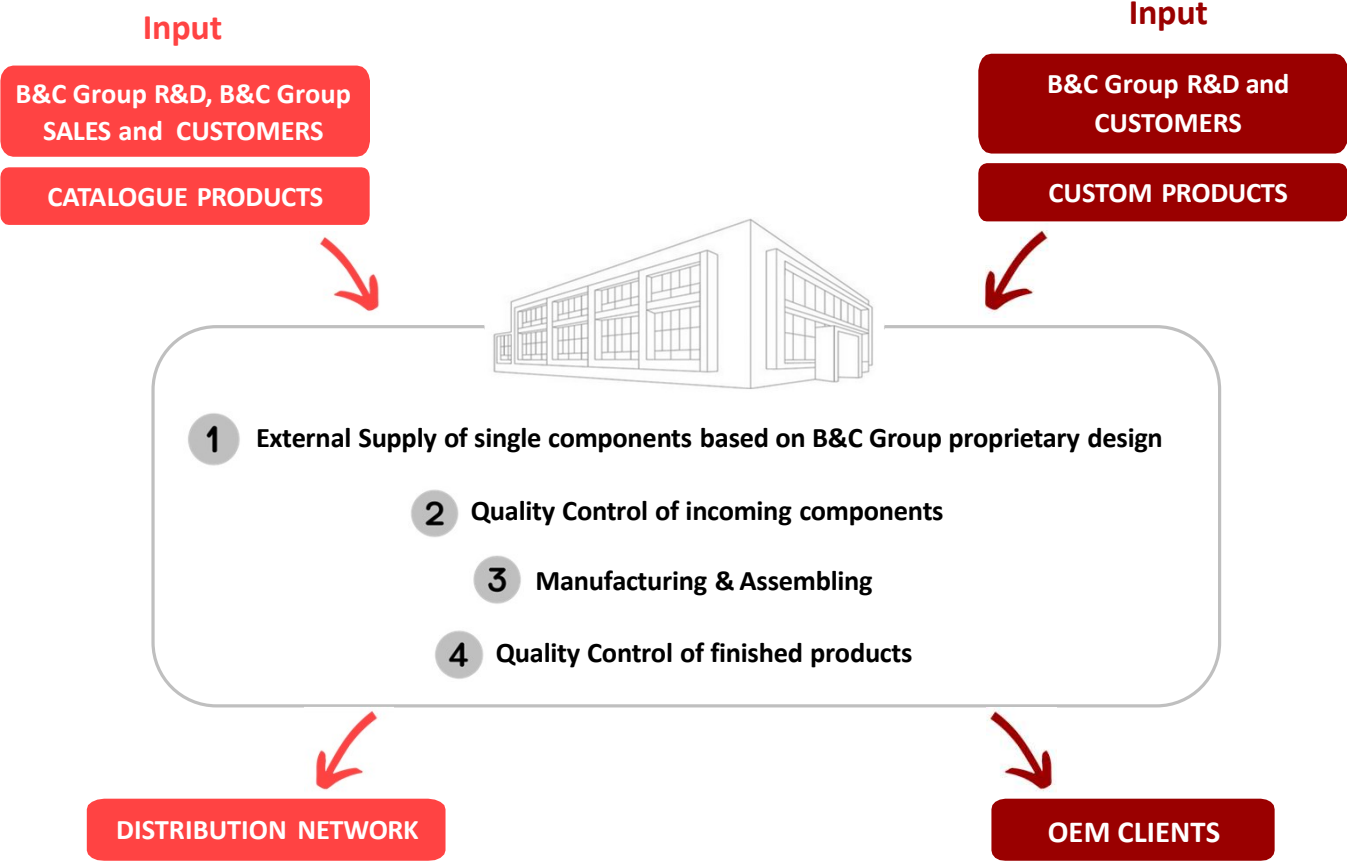 Input
B&C Group R&D, B&C Group
SALES and CUSTOMERS
CATALOGUE PRODUCTS
Input
B&C Group R&D and
CUSTOMERS
CUSTOM PRODUCTS
1 External Supply of single components based on B&C Group proprietary design
2 Quality Control of incoming components
3 Manufacturing & Assembling
4 Quality Control of finished products
DISTRIBUTION NETWORK
OEM CLIENTS